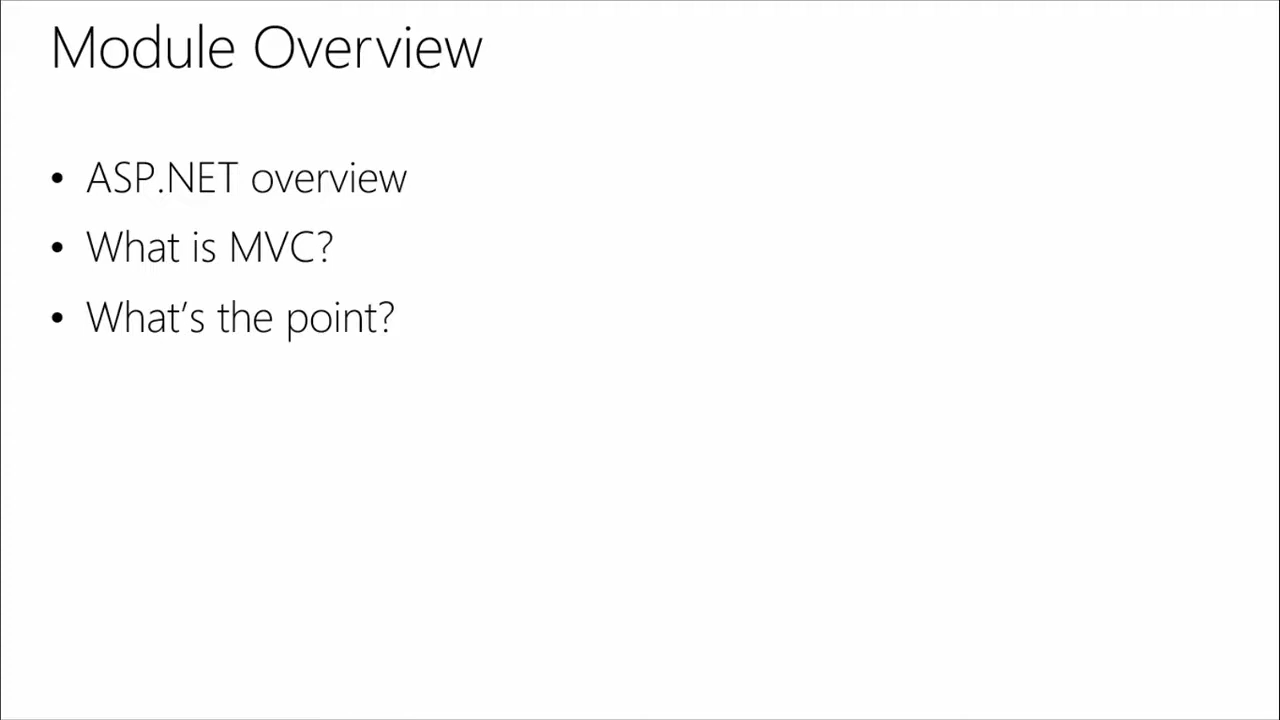 Module Overview
• ASP.NET overview
• What is MVC?
• What’s the point?